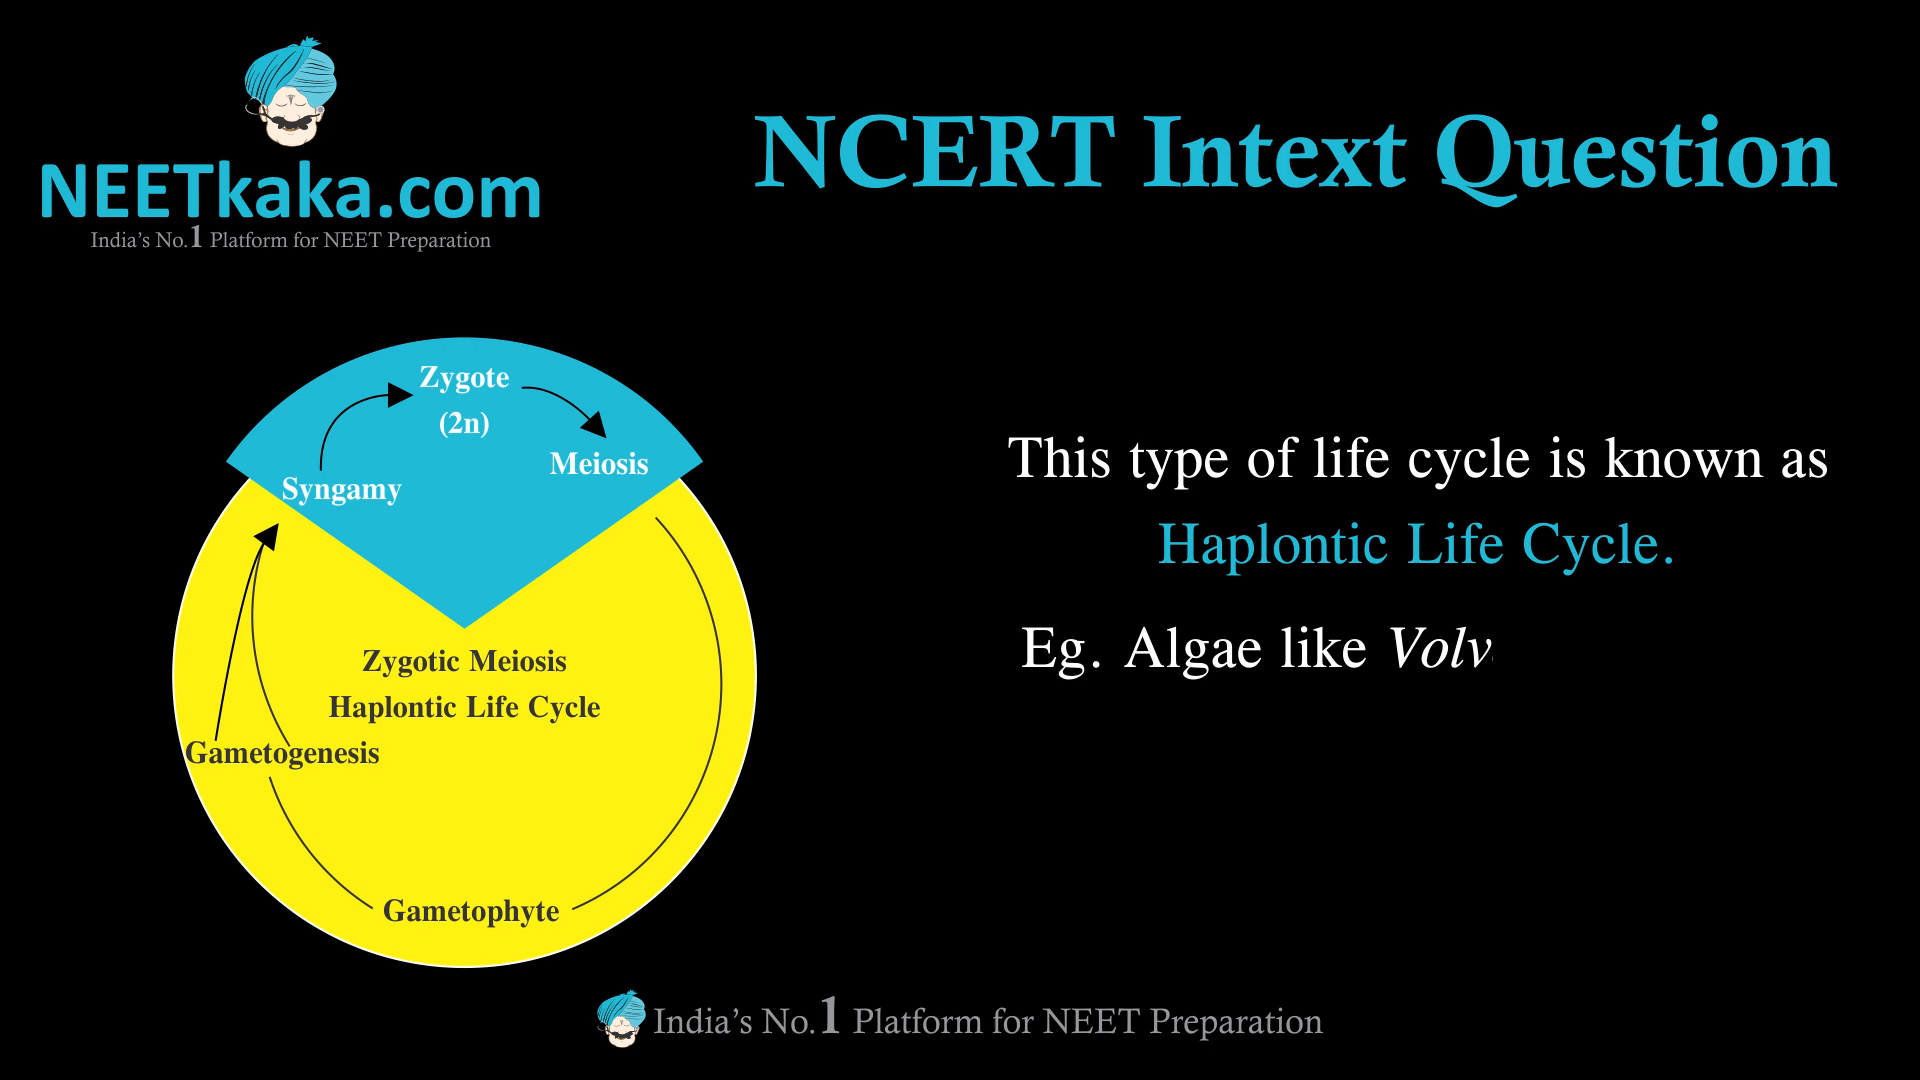 NEETkaka.com
India's No.1 Platform for NEET Preparation
NCERT Intext Question
Zygote
(2n)
Meiosis
Syngamy
Zygotic Meiosis
Haplontic Life Cycle
Gametogenesis
Gametophyte
This type of life cycle is known as
Haplontic Life Cycle.
Eg. Algae like Volv
India's No.1 Platform for NEET Preparation